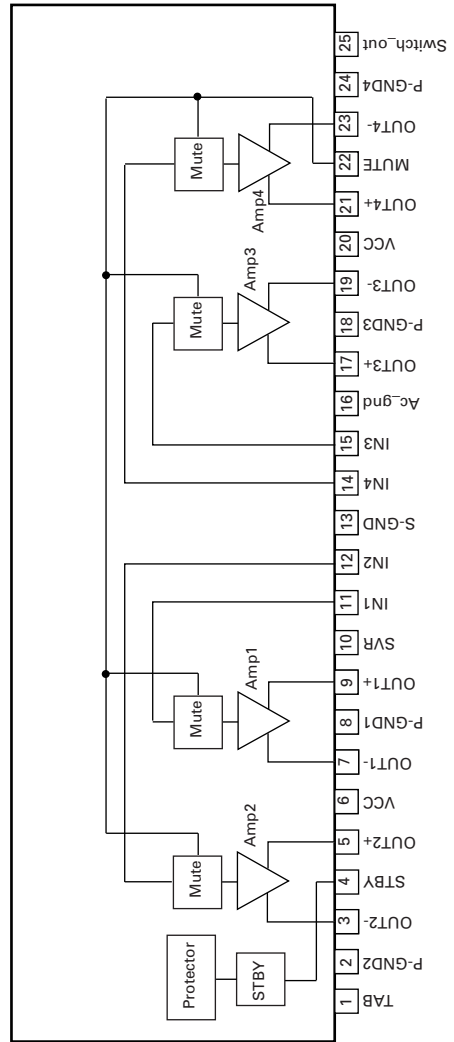 25 Switch_out
24 P-GND4
23 OUT4-
22 MUTE
21 OUT4+
20 VCC
19 OUT3-
18 P-GND3
17 OUT3+
16 Ac_gnd
15 IN3
14 IN4
13 S-GND
12 IN2
11 IN1
10 SVR
9 OUT1+
8 P-GND1
7 OUT1-
6 VCC
5 OUT2+
4 STBY
3 OUT2-
2 P-GND2
1 TAB
Mute
Amp4
Mute
Amp3
Mute
Amp1
Mute
Amp2
Protector
STBY